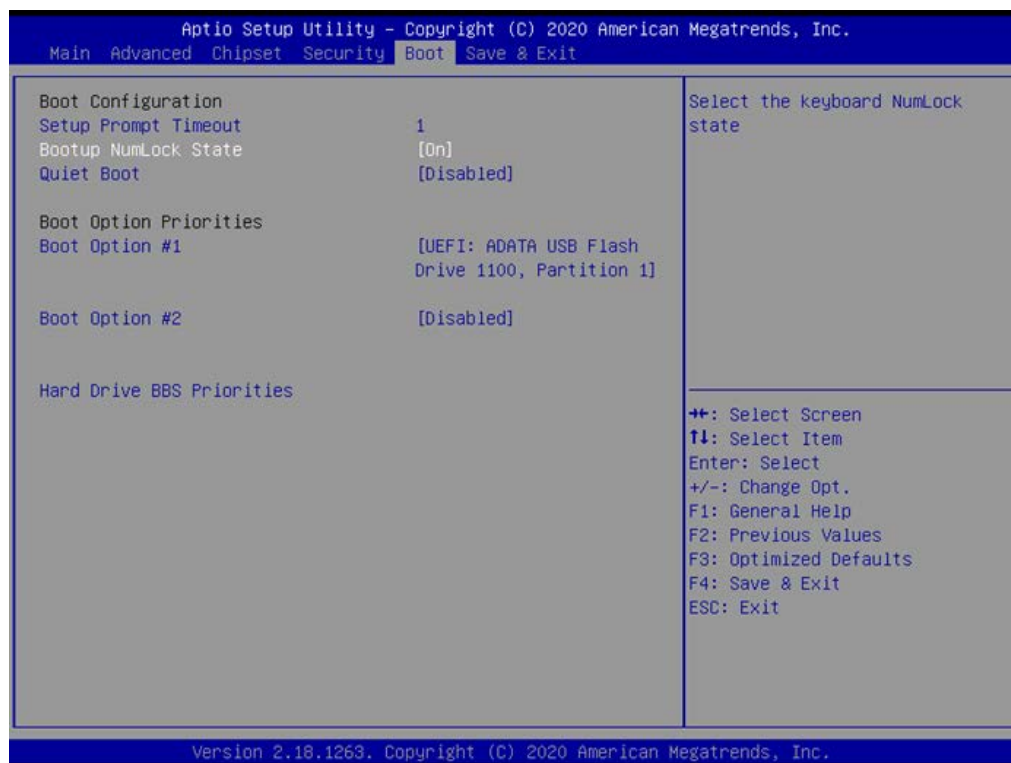 Aptio Setup Utility – Copyright (C) 2020 American Megatrends, Inc.
Main Advanced Chipset Security Boot Save & Exit
Boot Configuration
Setup Prompt Timeout 1
Bootup NumLock State [On]
Quiet Boot [Disabled]
Boot Option Priorities
Boot Option #1 [UEFI: ADATA USB Flash
Drive 1100, Partition 1]
Boot Option #2 [Disabled]
Hard Drive BBS Priorities
Select the keyboard NumLock
state
→←: Select Screen
↑↓: Select Item
Enter: Select
+/-: Change Opt.
F1: General Help
F2: Previous Values
F3: Optimized Defaults
F4: Save & Exit
ESC: Exit
Version 2.18.1263. Copyright (C) 2020 American Megatrends, Inc.